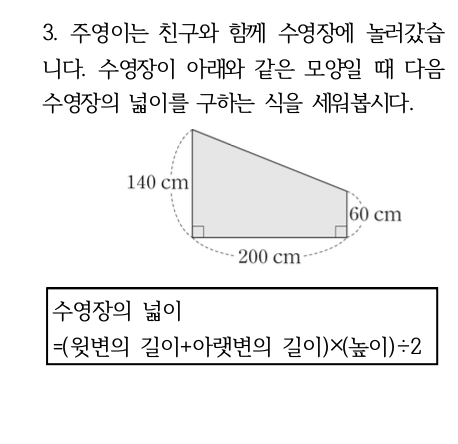 3. 주영이는 친구와 함께 수영장에 놀러갔습
니다. 수영장이 아래와 같은 모양일 때 다음
수영장의 넓이를 구하는 식을 세워봅시다.
140 cm
60 cm
200 cm
수영장의 넓이
=(윗변의 길이+아랫변의 길이)×(높이)÷2